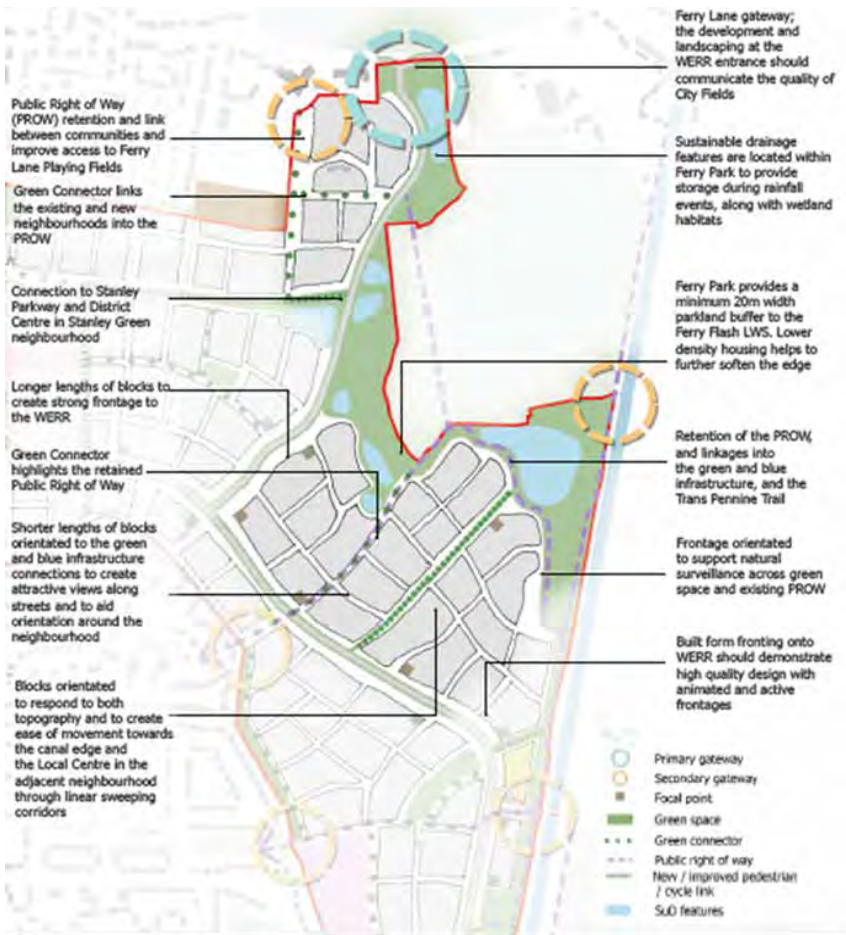 Public Right of Way
(PROW) retention and link
between communities and
improve access to Ferry
Lane Playing Fields
Green Connector links
the existing and new
neighbourhoods into the
PROW
Connection to Stanley
Parkway and District
Centre in Stanley Green
neighbourhood
Longer lengths of blocks to
create strong frontage to
the WERR
Green Connector
highlights the retained
Public Right of Way
Shorter lengths of blocks
orientated to the green
and blue infrastructure
connections to create
attractive views along
streets and to aid
orientation around the
neighbourhood
Blocks orientated
to respond to both
topography and to create
ease of movement towards
the canal edge and
the Local Centre in the
adjacent neighbourhood
through linear sweeping
corridors
Ferry Lane gateway;
the development and
landscaping at the
WERR entrance should
communicate the quality of
City Fields
Sustainable drainage
features are located within
Ferry Park to provide
storage during rainfall
events, along with wetland
habitats
Ferry Park provides a
minimum 20m width
parkland buffer to the
Ferry Flash LWS. Lower
density housing helps to
further soften the edge
Retention of the PROW,
and linkages into
the green and blue
infrastructure, and the
Trans Pennine Trail
Frontage orientated
to support natural
surveillance across green
space and existing PROW
Built form fronting onto
WERR should demonstrate
high quality design with
animated and active
frontages
Primary gateway
Secondary gateway
Focal point
Green space
Green connector
Public right of way
New / improved pedestrian
/ cycle link
SuD features